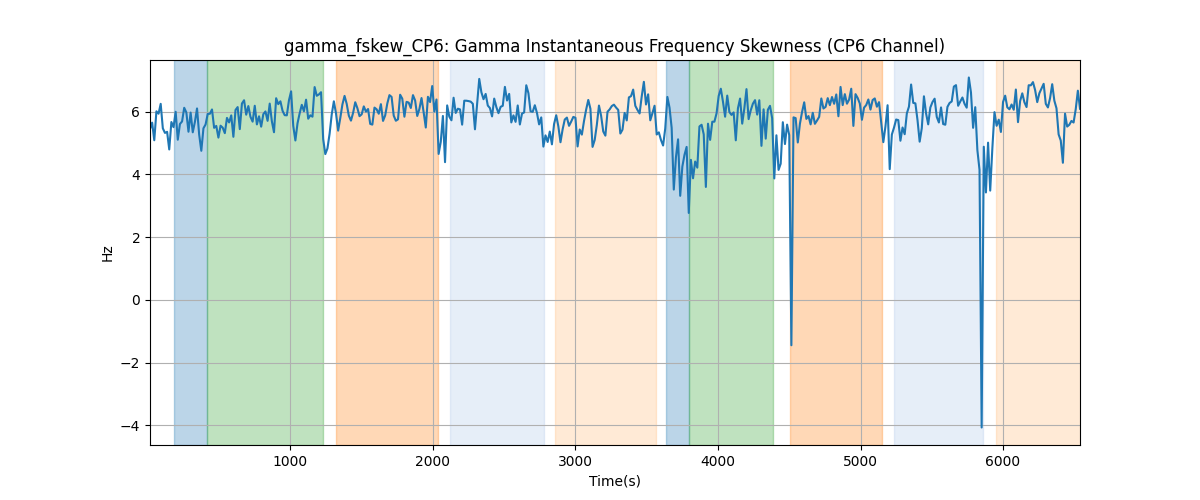 gamma_fskew_CP6: Gamma Instantaneous Frequency Skewness (CP6 Channel)
6
4
2
0
−2
−4
Hz
1000 2000 3000 4000 5000 6000
Time(s)